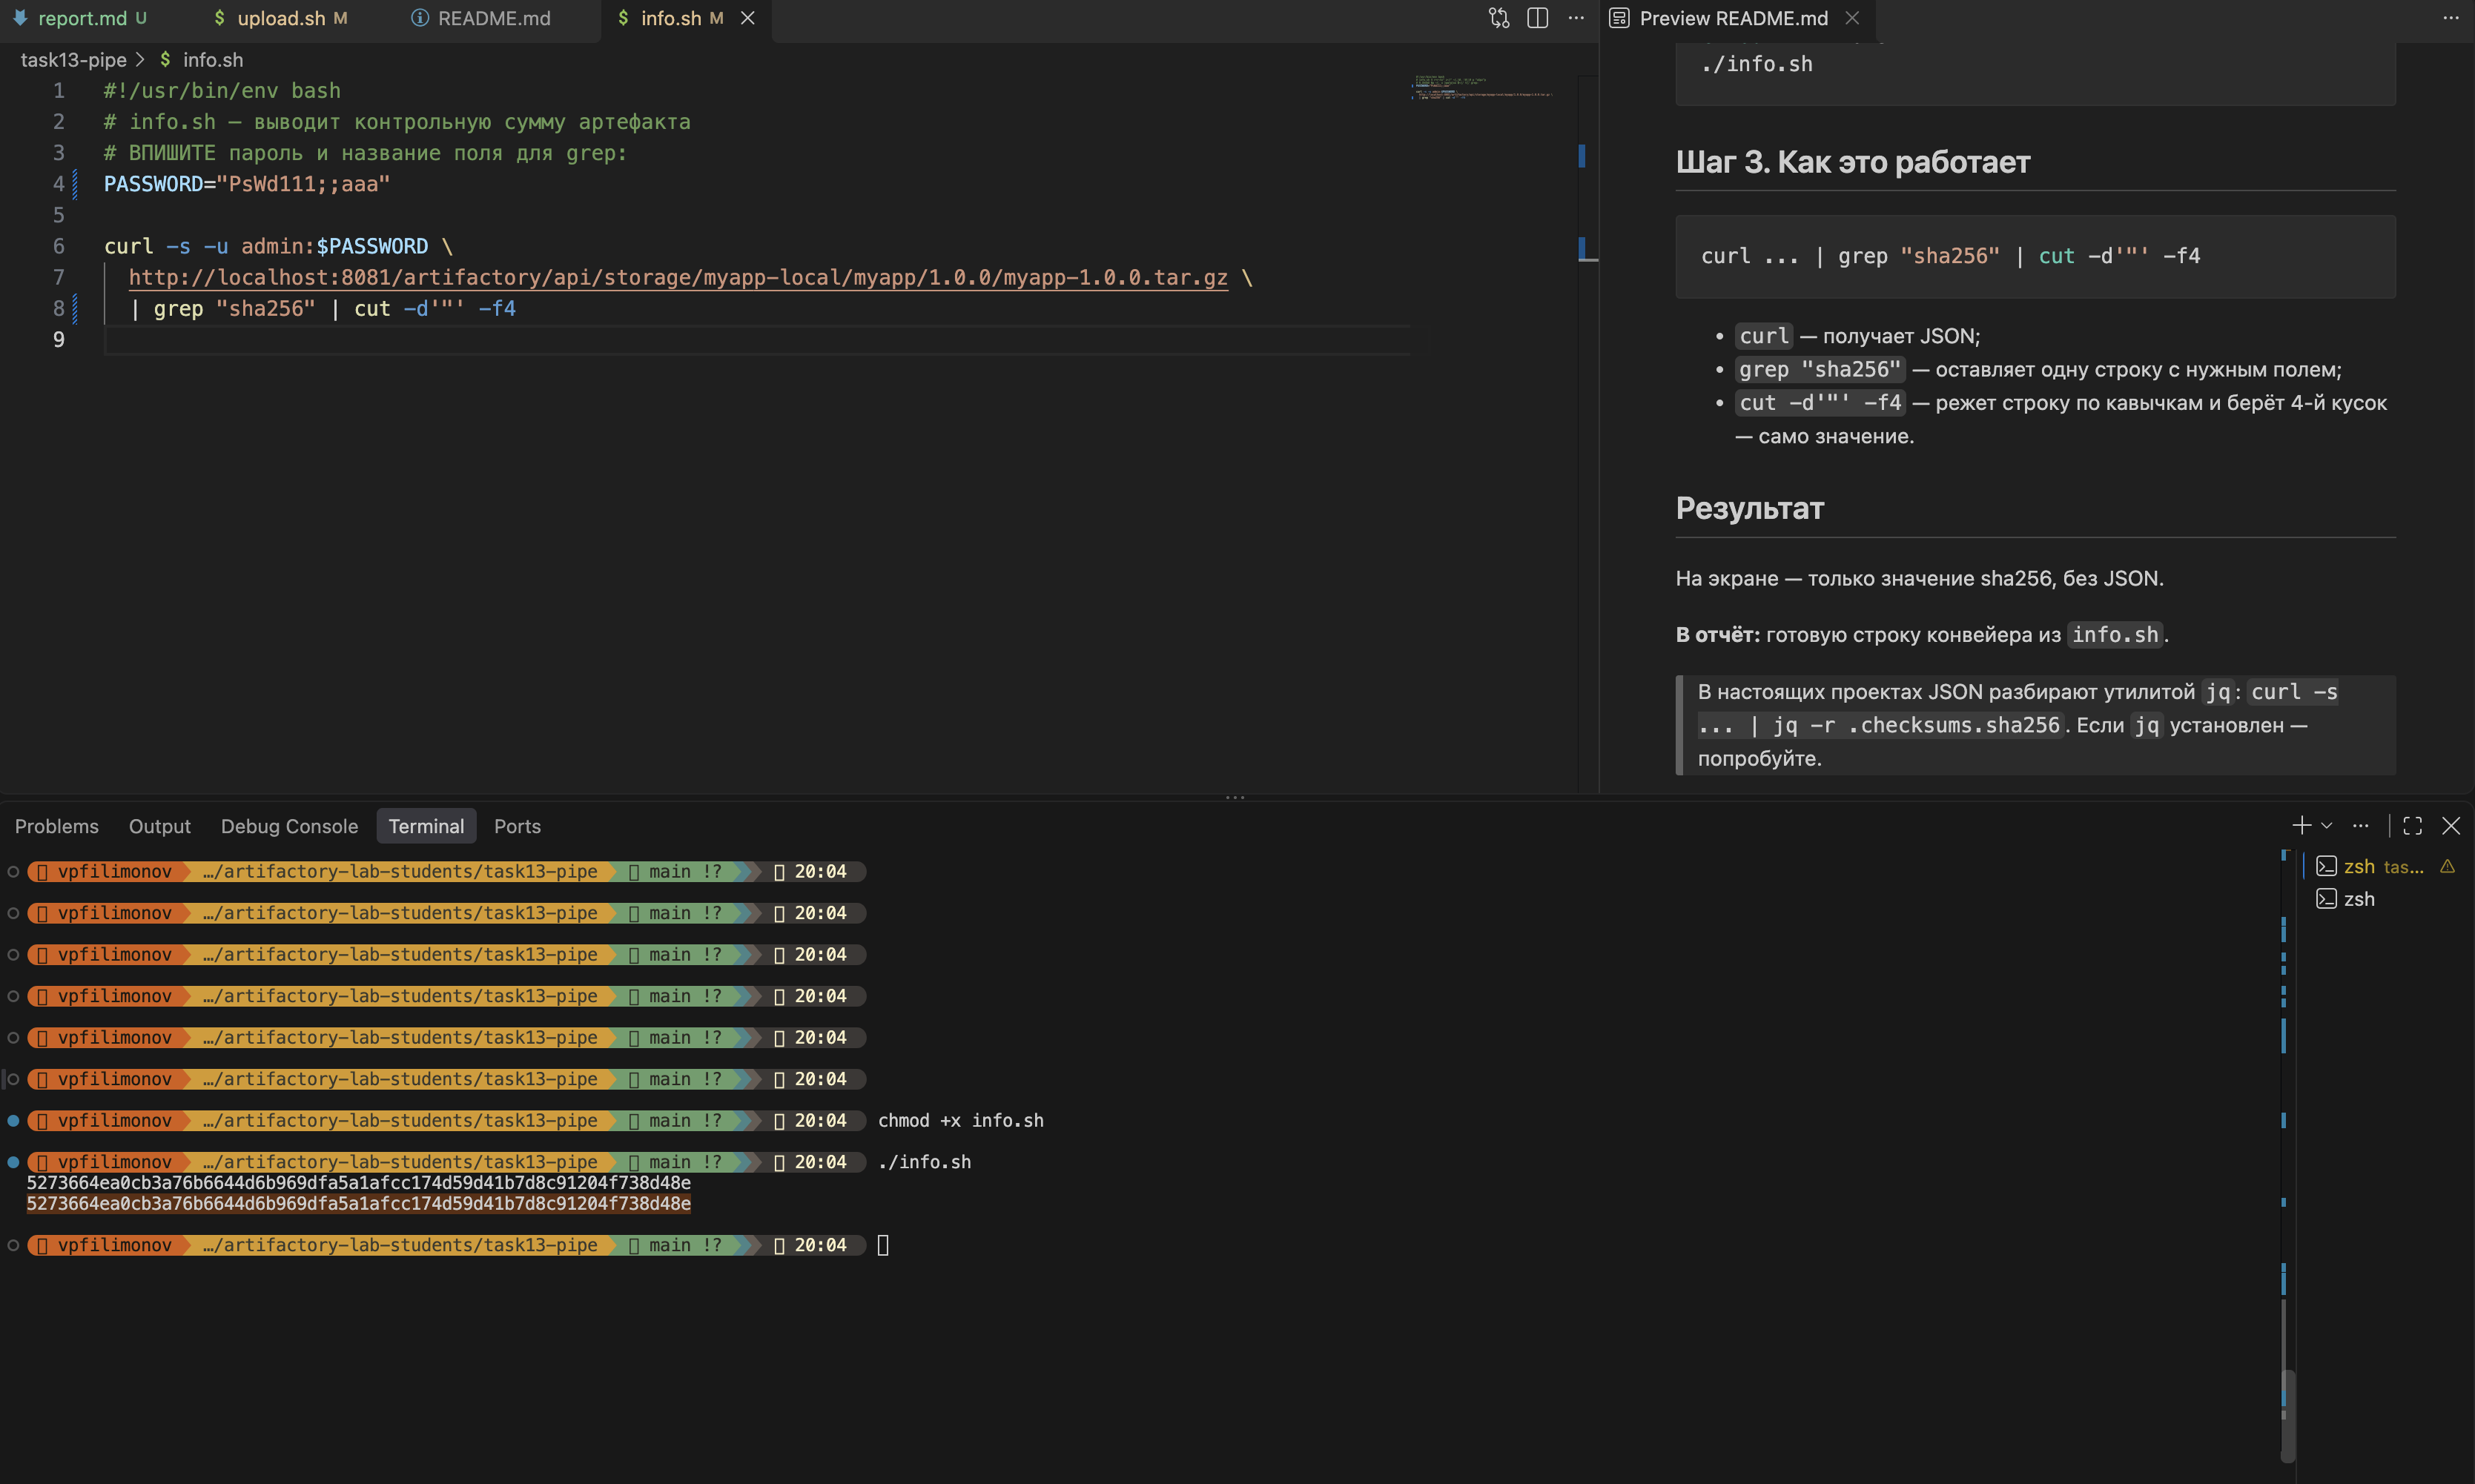 report.md U
$ upload.sh M
README.md
$ info.sh M
Preview README.md
task13-pipe > $ info.sh
1 #!/usr/bin/env bash
2 # info.sh — выводит контрольную сумму артефакта
3 # ВПИШИТЕ пароль и название поля для grep:
4 PASSWORD="PsWd111;;aaa"
5
6 curl -s -u admin:$PASSWORD \
7 http://localhost:8081/artifactory/api/storage/myapp-local/myapp/1.0.0/myapp-1.0.0.tar.gz \
8 | grep "sha256" | cut -d'"' -f4
9
./info.sh
Шаг 3. Как это работает
curl ... | grep "sha256" | cut -d'"' -f4
• curl — получает JSON;
• grep "sha256" — оставляет одну строку с нужным полем;
• cut -d'"' -f4 — режет строку по кавычкам и берёт 4-й кусок
— само значение.
Результат
На экране — только значение sha256, без JSON.
В отчёт: готовую строку конвейера из info.sh.
В настоящих проектах JSON разбирают утилитой jq: curl -s
... | jq -r .checksums.sha256. Если jq установлен —
попробуйте.
Problems Output Debug Console Terminal Ports
vpfilimonov …/artifactory-lab-students/task13-pipe main !? 20:04
vpfilimonov …/artifactory-lab-students/task13-pipe main !? 20:04
vpfilimonov …/artifactory-lab-students/task13-pipe main !? 20:04
vpfilimonov …/artifactory-lab-students/task13-pipe main !? 20:04
vpfilimonov …/artifactory-lab-students/task13-pipe main !? 20:04
vpfilimonov …/artifactory-lab-students/task13-pipe main !? 20:04
vpfilimonov …/artifactory-lab-students/task13-pipe main !? 20:04 chmod +x info.sh
vpfilimonov …/artifactory-lab-students/task13-pipe main !? 20:04 ./info.sh
5273664ea0cb3a76b6644d6b969dfa5a1afcc174d59d41b7d8c91204f738d48e
5273664ea0cb3a76b6644d6b969dfa5a1afcc174d59d41b7d8c91204f738d48e
vpfilimonov …/artifactory-lab-students/task13-pipe main !? 20:04
zsh tas...
zsh